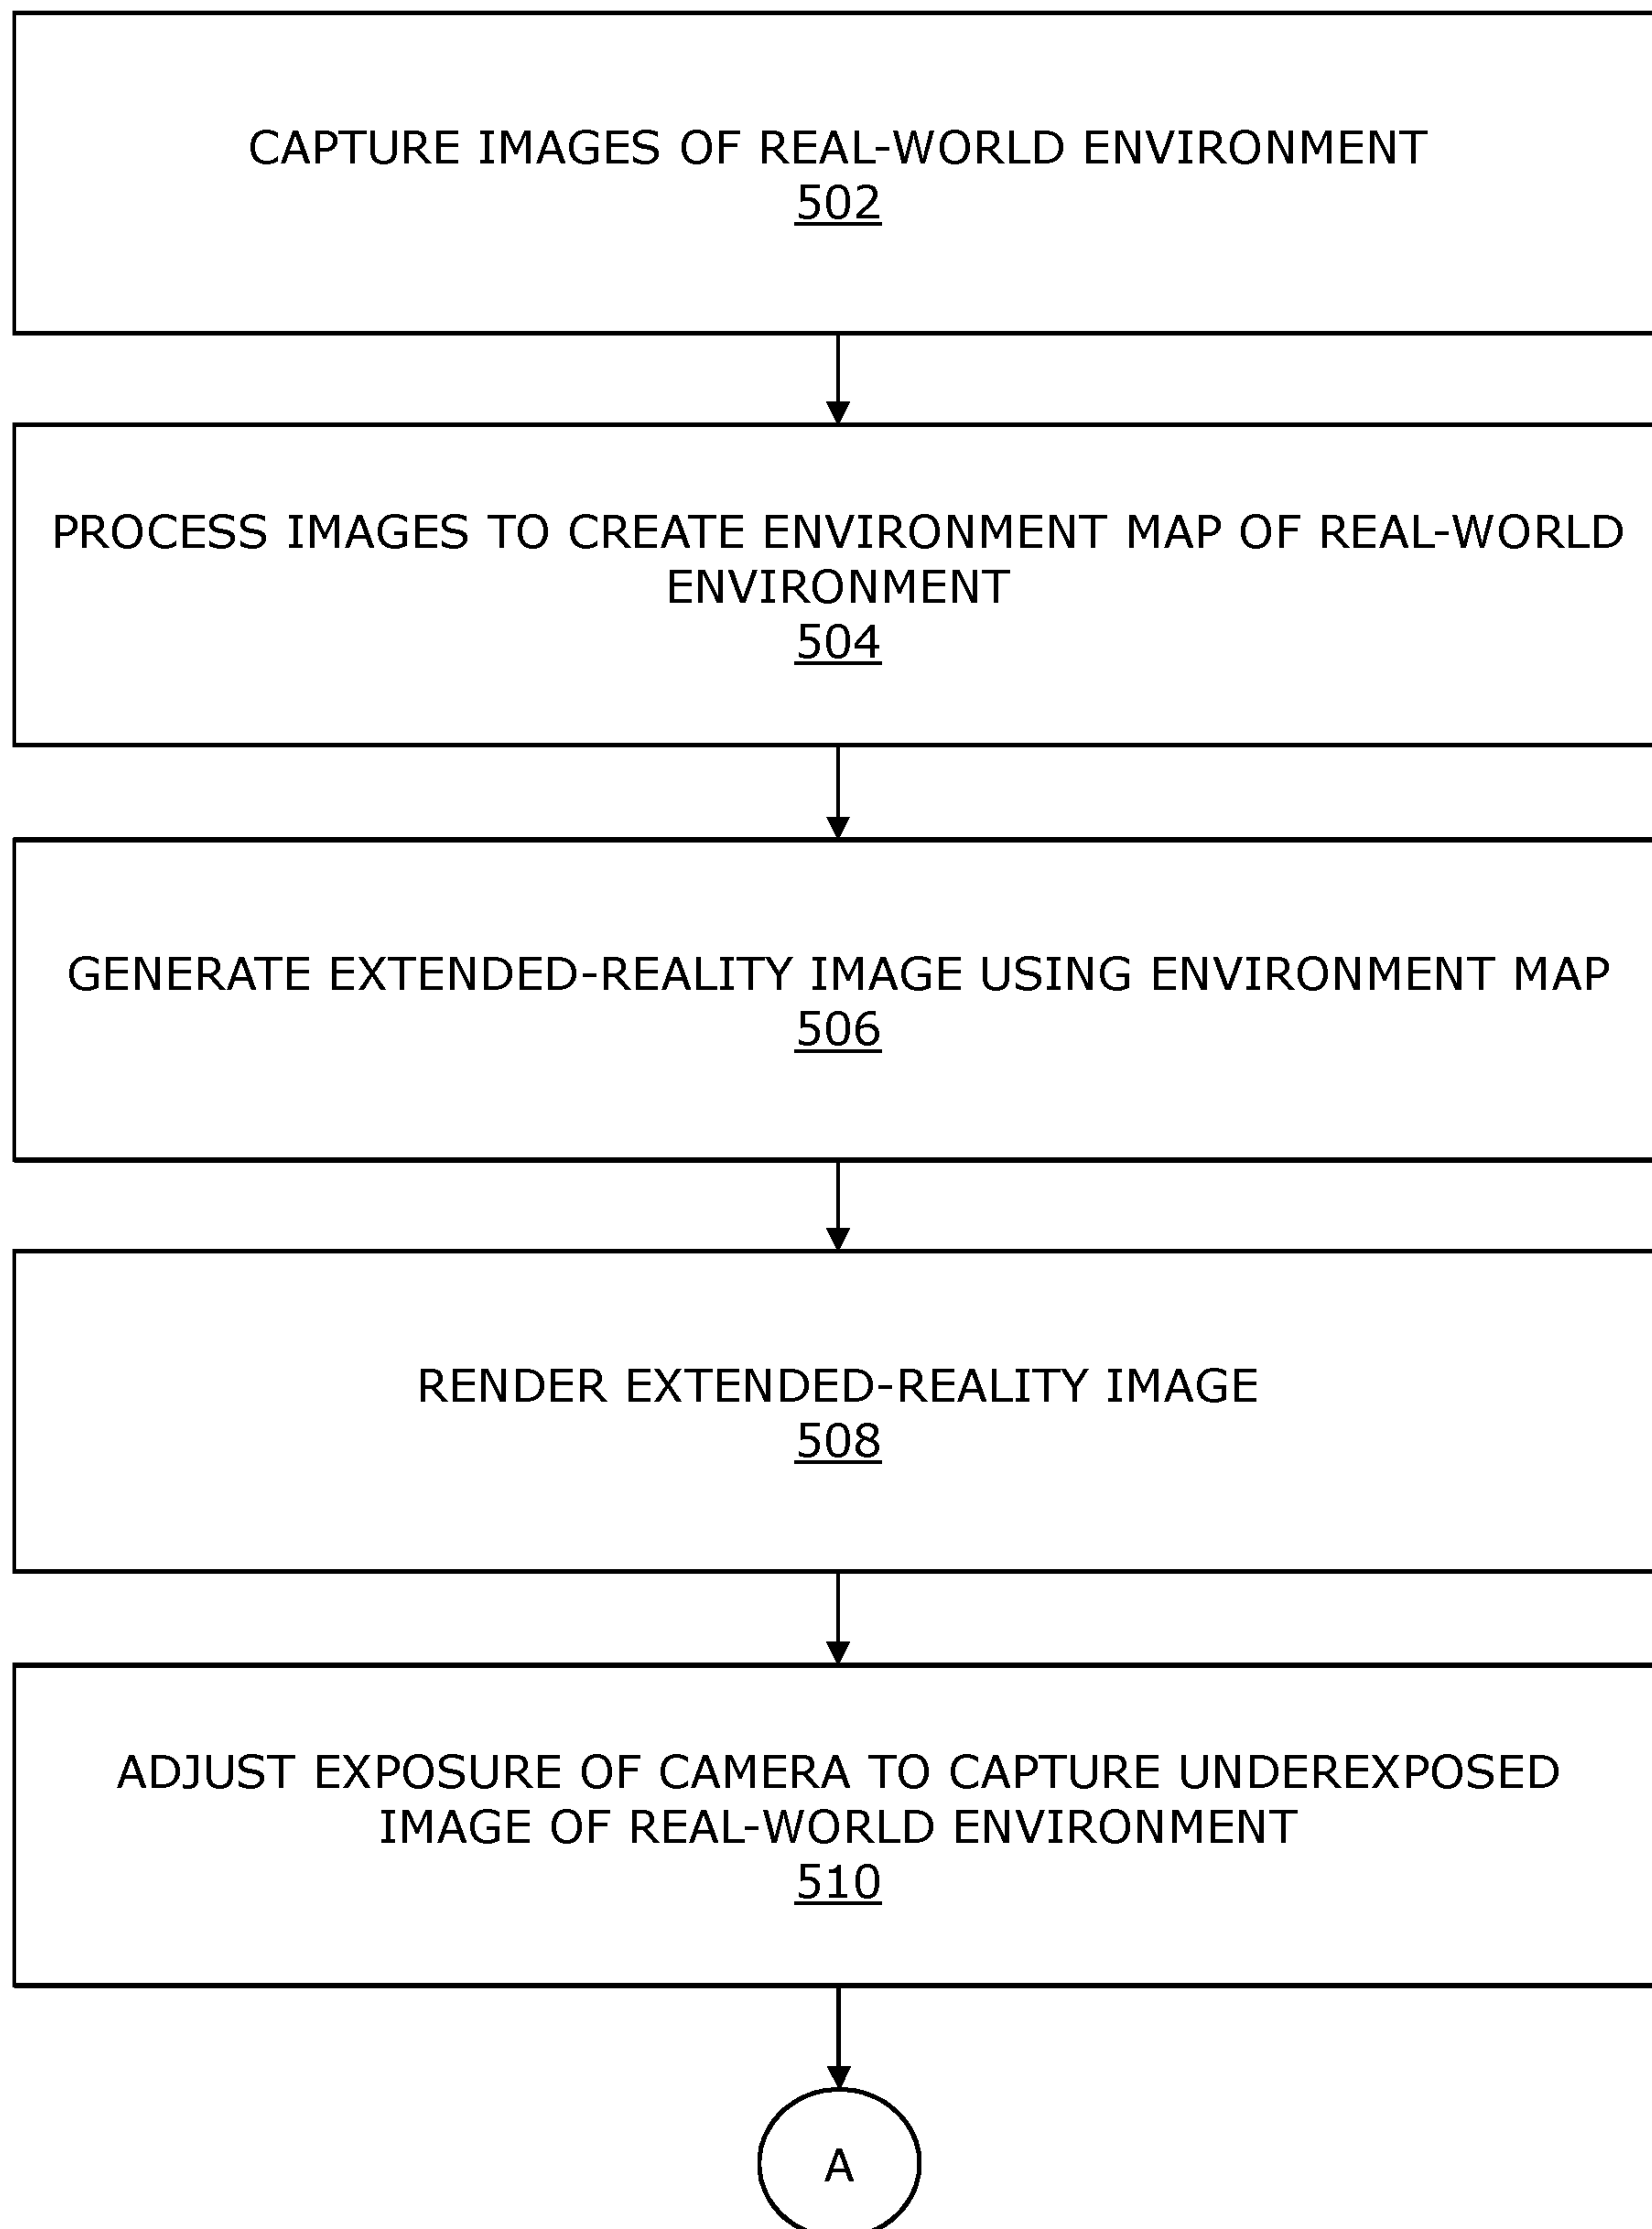 CAPTURE IMAGES OF REAL-WORLD ENVIRONMENT
502
PROCESS IMAGES TO CREATE ENVIRONMENT MAP OF REAL-WORLD
ENVIRONMENT
504
GENERATE EXTENDED-REALITY IMAGE USING ENVIRONMENT MAP
506
RENDER EXTENDED-REALITY IMAGE
508
ADJUST EXPOSURE OF CAMERA TO CAPTURE UNDEREXPOSED
IMAGE OF REAL-WORLD ENVIRONMENT
510
A